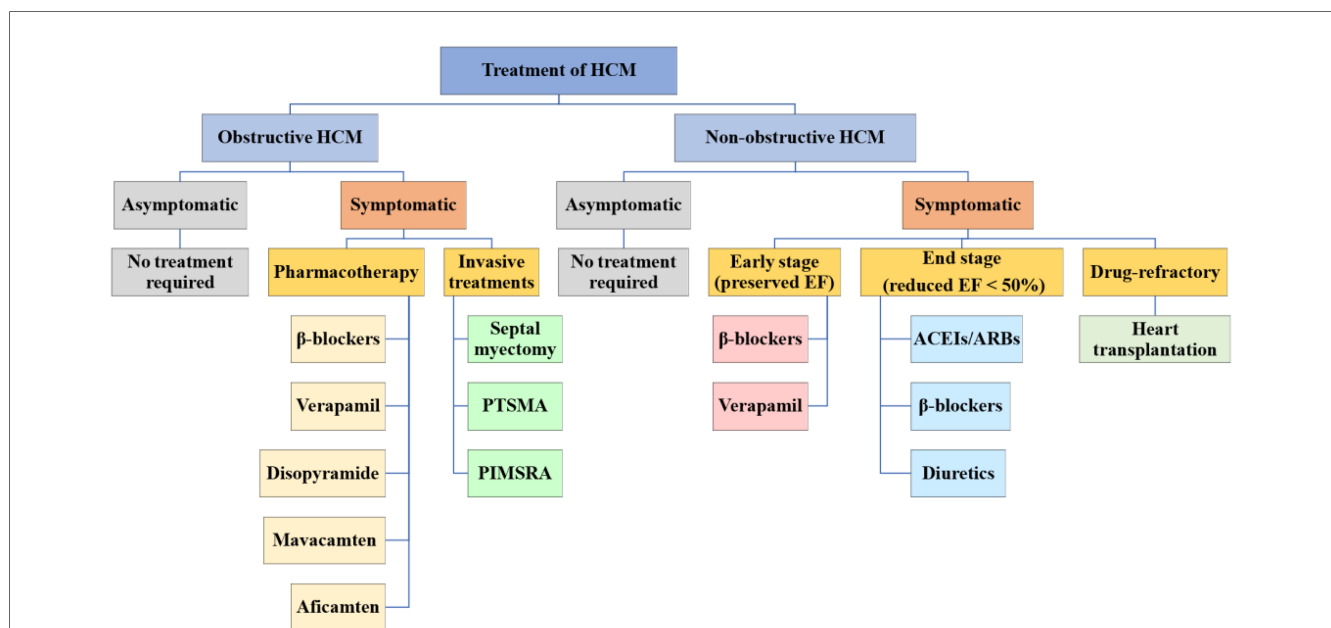 Treatment of HCM
Obstructive HCM
Non-obstructive HCM
Asymptomatic
Symptomatic
Asymptomatic
Symptomatic
No treatment
required
Pharmacotherapy
Invasive
treatments
No treatment
required
Early stage
(preserved EF)
End stage
(reduced EF < 50%)
Drug-refractory
β-blockers
Septal
myectomy
β-blockers
ACEIs/ARBs
Heart
transplantation
Verapamil
PTSMA
Verapamil
β-blockers
Disopyramide
PIMSRA
Diuretics
Mavacamten
Aficamten